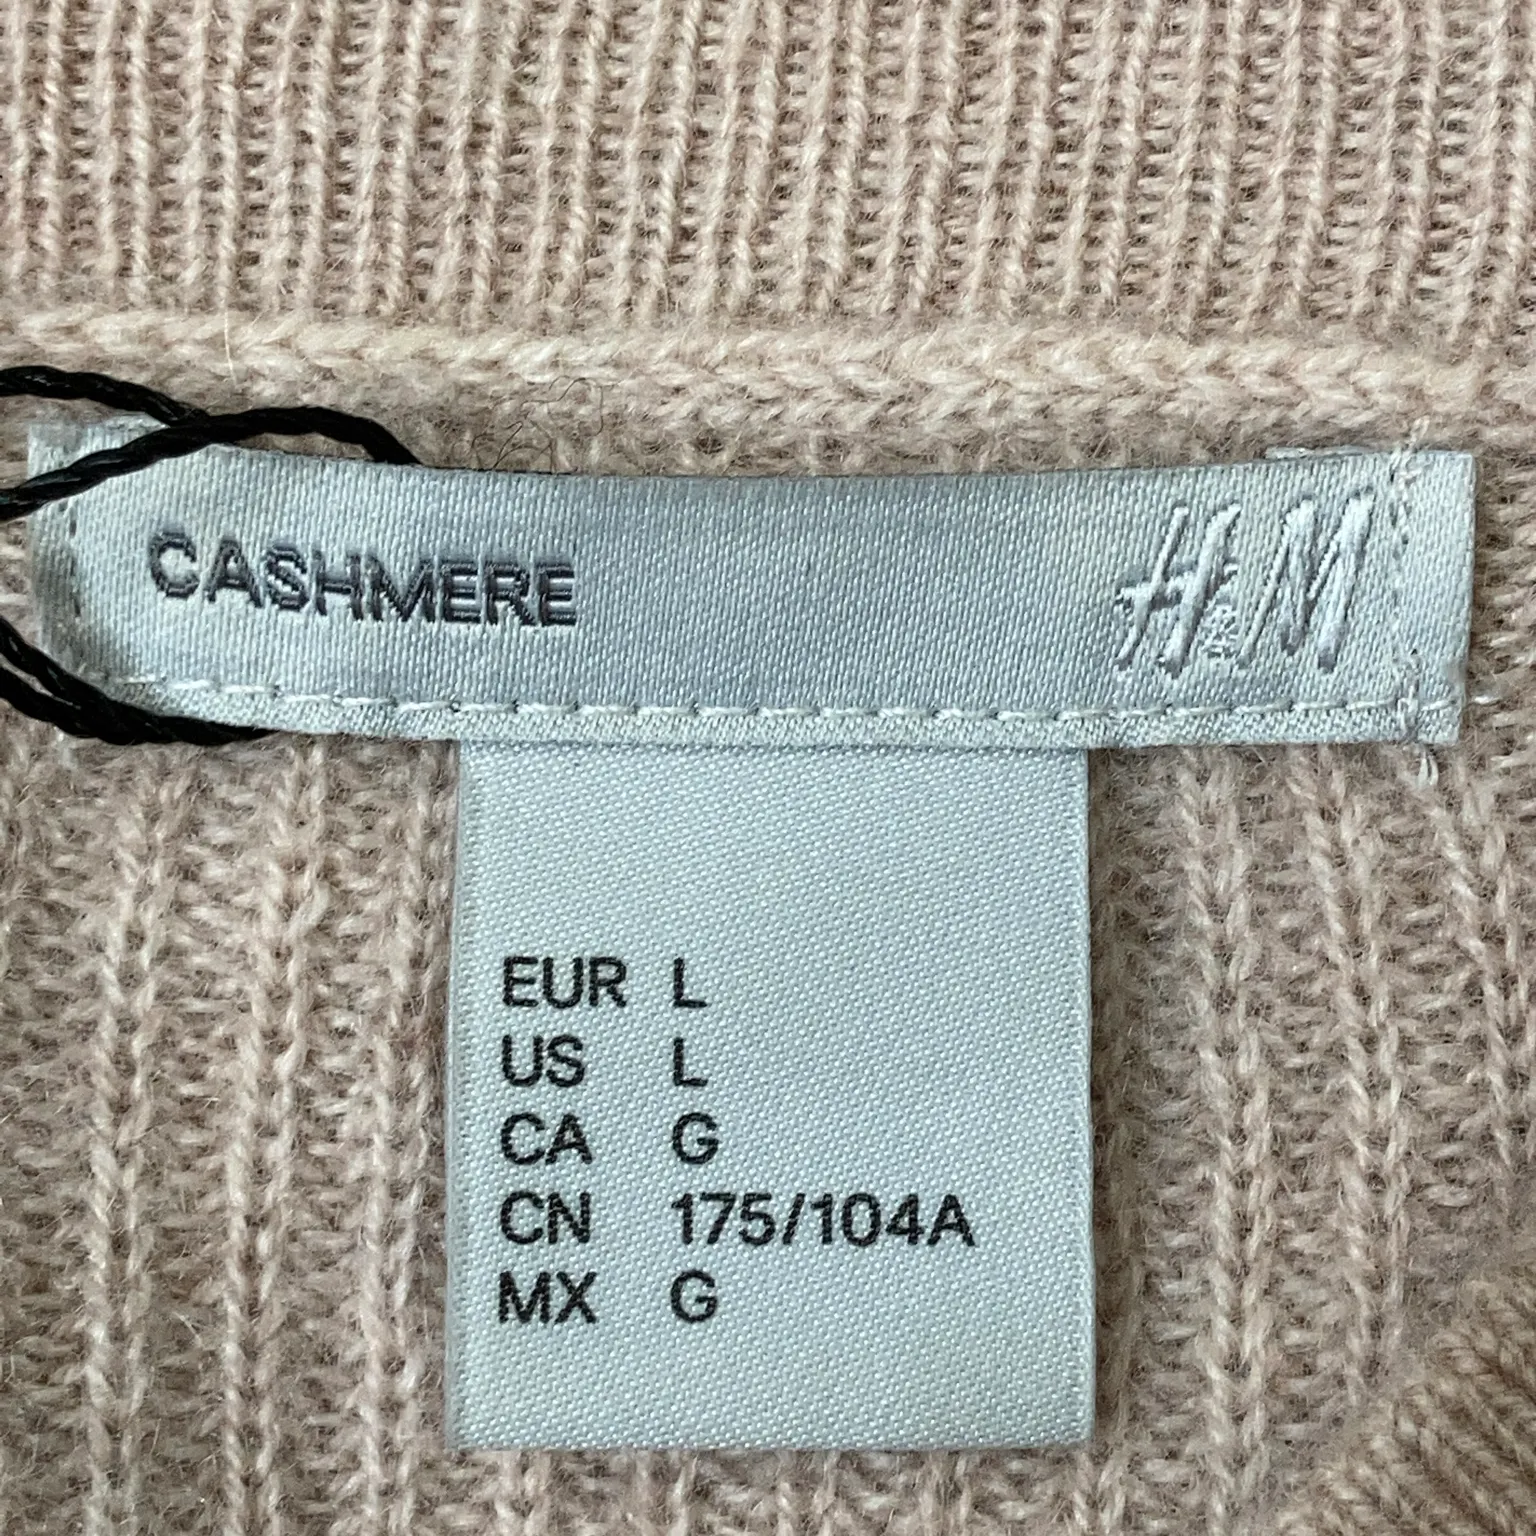 CASHMERE H&M
EUR L
US L
CA G
CN 175/104A
MX G